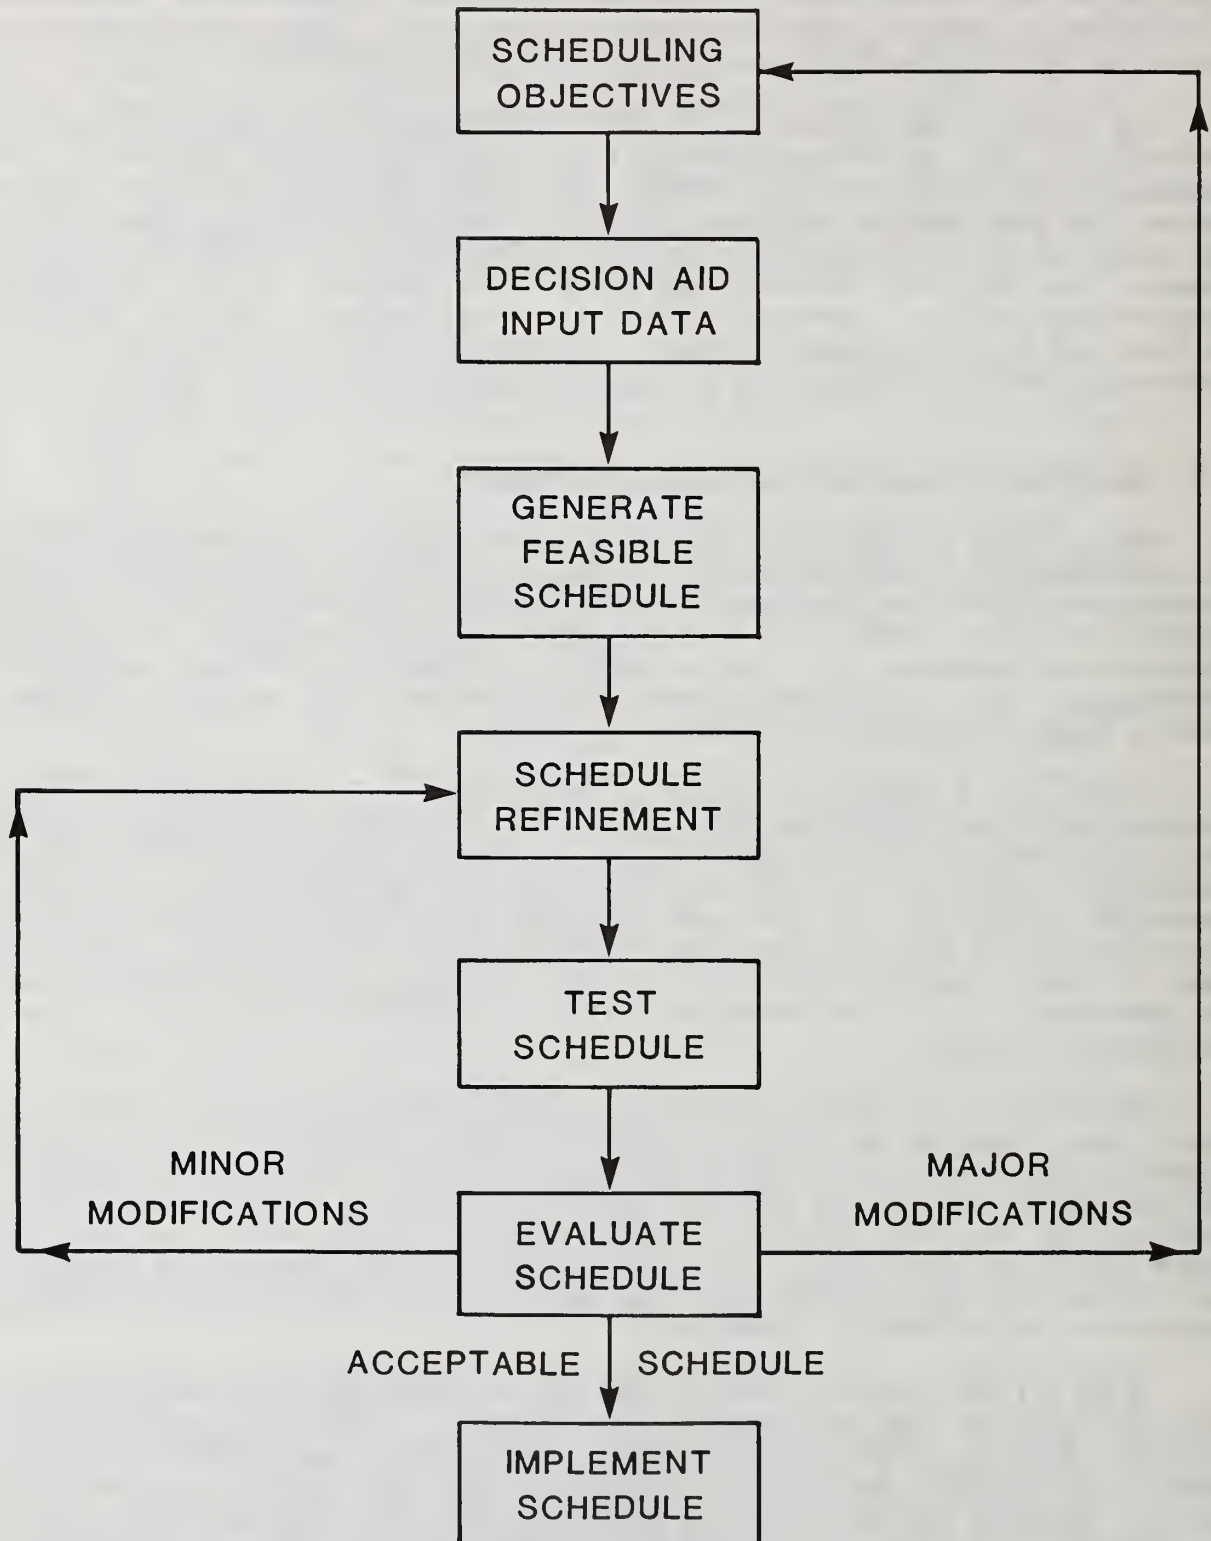 SCHEDULING
OBJECTIVES
DECISION AID
INPUT DATA
GENERATE
FEASIBLE
SCHEDULE
SCHEDULE
REFINEMENT
TEST
SCHEDULE
MINOR
MODIFICATIONS
MAJOR
MODIFICATIONS
EVALUATE
SCHEDULE
ACCEPTABLE SCHEDULE
IMPLEMENT
SCHEDULE